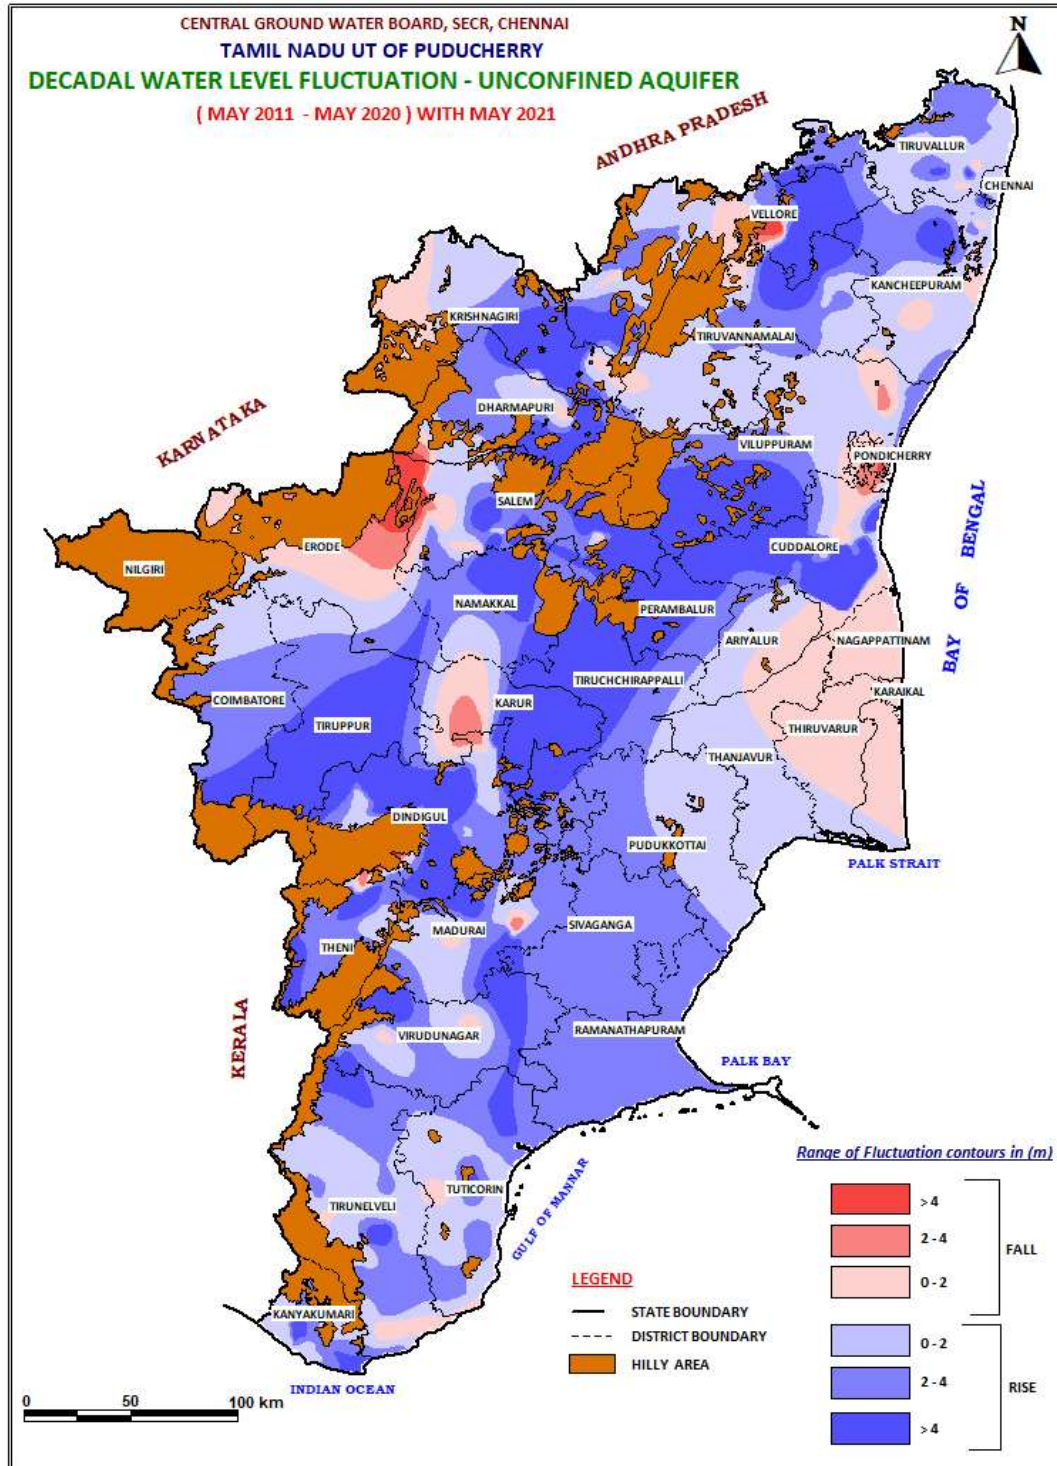 CENTRAL GROUND WATER BOARD, SECR, CHENNAI
TAMIL NADU UT OF PUDUCHERRY
DECADAL WATER LEVEL FLUCTUATION - UNCONFINED AQUIFER
( MAY 2011 - MAY 2020 ) WITH MAY 2021
N
ANDHRA PRADESH
TIRUVALLUR
CHENNAI
VELLORE
KANCHEEPURAM
KRISHNAGIRI
TIRUVANNAMALAI
KARNATAKA
DHARMAPURI
VILUPPURAM
PONDICHERRY
SALEM
BAY OF BENGAL
ERODE
CUDDALORE
NILGIRI
NAMAKKAL
PERAMBALUR
ARIYALUR
NAGAPPATTINAM
TIRUCHCHIRAPPALLI
KARAIKAL
COIMBATORE
KARUR
TIRUPPUR
THIRUVARUR
THANJAVUR
DINDIGUL
PUDUKKOTTAI
PALK STRAIT
MADURAI
SIVAGANGA
THENI
KERALA
VIRUDUNAGAR
RAMANATHAPURAM
PALK BAY
TUTICORIN
TIRUNELVELI
GULF OF MANNAR
KANYAKUMARI
INDIAN OCEAN
0 50 100 km
LEGEND
STATE BOUNDARY
DISTRICT BOUNDARY
HILLY AREA
Range of Fluctuation contours in (m)
>4
2 - 4
FALL
0 - 2
0 - 2
2 - 4
RISE
>4